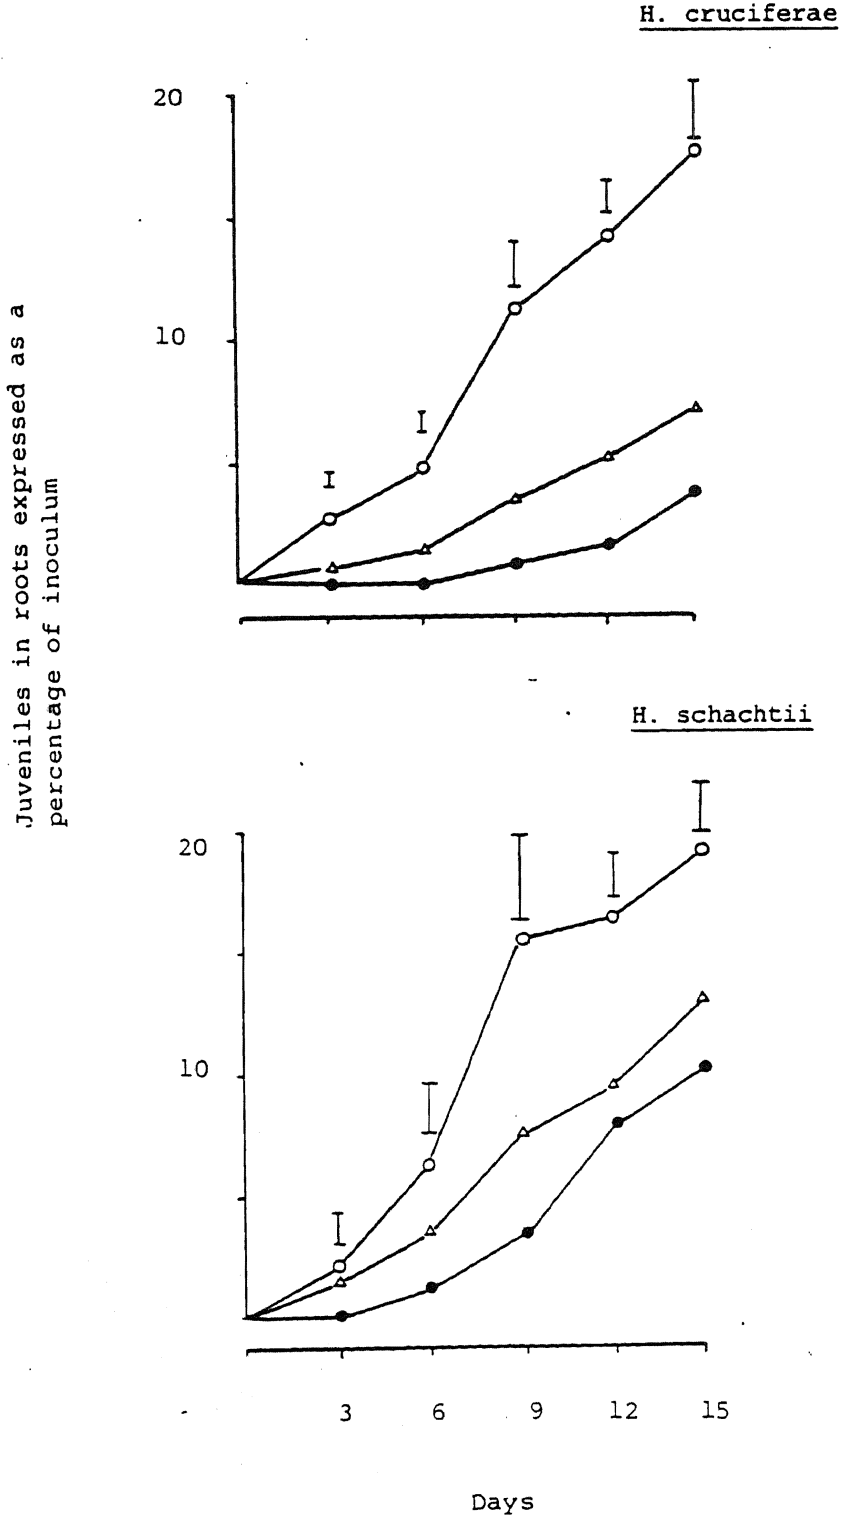 H. cruciferae
20
10
Juveniles in roots expressed as a
percentage of inoculum
H. schachtii
20
10
3 6 9 12 15
Days